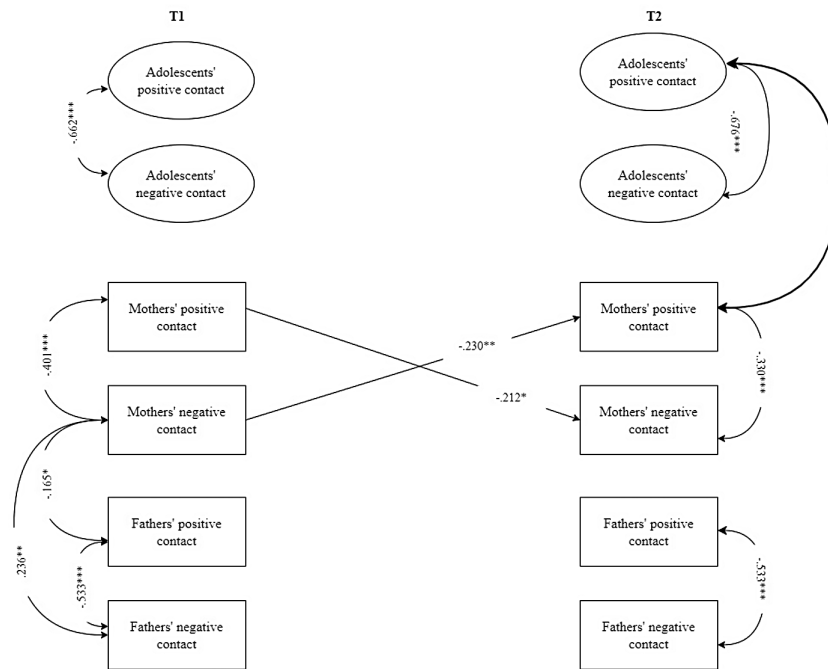 T1
T2
Adolescents'
positive contact
Adolescents'
positive contact
-.662***
-.676***
Adolescents'
negative contact
Adolescents'
negative contact
Mothers' positive
contact
Mothers' positive
contact
-.401***
-.230**
-.330***
Mothers' negative
contact
-.212*
Mothers' negative
contact
-.165*
Fathers' positive
contact
Fathers' positive
contact
.236**
-.533***
-.533***
Fathers' negative
contact
Fathers' negative
contact